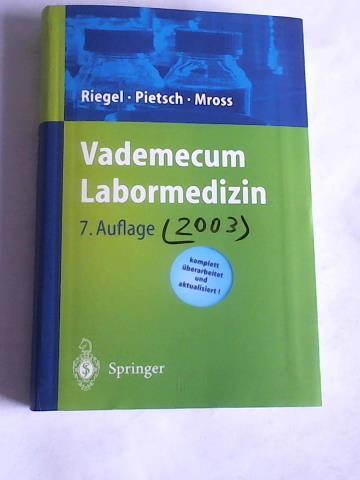 Riegel · Pietsch · Mross
Vademecum
Labormedizin
7. Auflage (2003)
komplett
überarbeitet
und
aktualisiert!
Springer